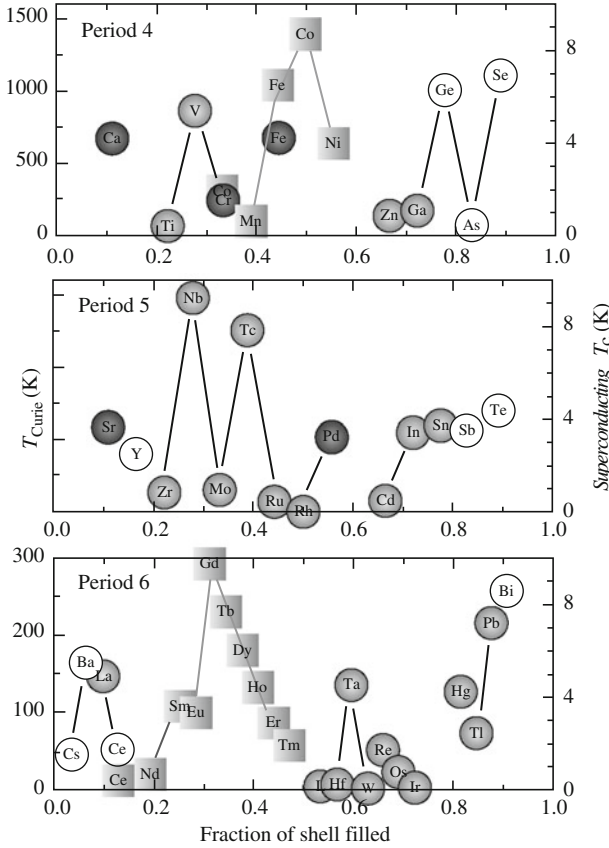 Period 4
1500
1000
500
0
8
4
0
Ca
Ti
V
Co
Cr
Mn
Fe
Fe
Co
Ni
Zn
Ga
Ge
As
Se
0.0 0.2 0.4 0.6 0.8 1.0
Period 5
T_Curie (K)
Superconducting T_c (K)
8
4
0
Sr
Y
Zr
Nb
Mo
Tc
Ru
Rh
Pd
Cd
In
Sn
Sb
Te
0.0 0.2 0.4 0.6 0.8 1.0
Period 6
300
200
100
0
8
4
0
Cs
Ba
La
Ce
Ce
Nd
Sm
Eu
Gd
Tb
Dy
Ho
Er
Tm
Hf
Ta
W
Re
Os
Ir
Hg
Tl
Pb
Bi
0.0 0.2 0.4 0.6 0.8 1.0
Fraction of shell filled